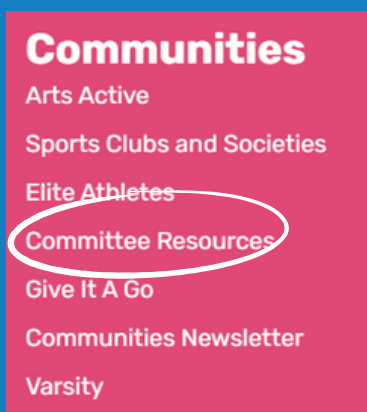 Communities
Arts Active
Sports Clubs and Societies
Elite Athletes
Committee Resources
Give It A Go
Communities Newsletter
Varsity